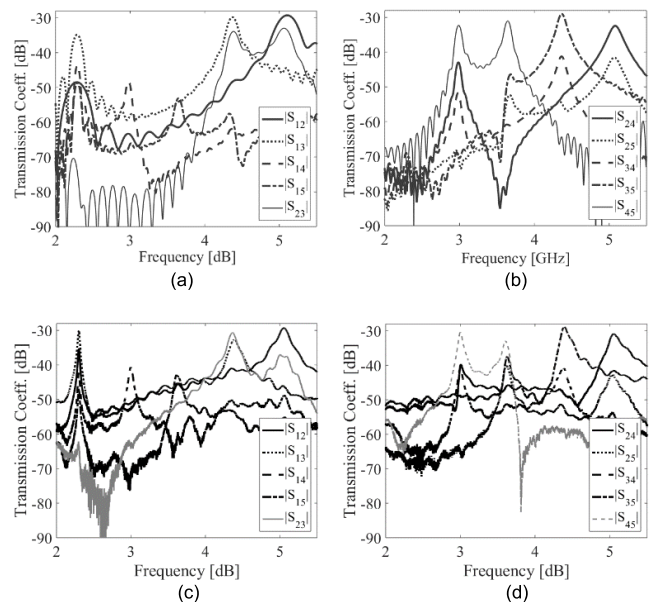 -30
-40
-50
-60
-70
-80
-90
Transmission Coeff. [dB]
|S12|
|S13|
|S14|
|S15|
|S23|
2 3 4 5
Frequency [dB]
(a)
-30
-40
-50
-60
-70
-80
-90
Transmission Coeff. [dB]
|S24|
|S25|
|S34|
|S35|
|S45|
2 3 4 5
Frequency [GHz]
(b)
-30
-40
-50
-60
-70
-80
-90
Transmission Coeff. [dB]
|S12|
|S13|
|S14|
|S15|
|S23|
2 3 4 5
Frequency [dB]
(c)
-30
-40
-50
-60
-70
-80
-90
Transmission Coeff. [dB]
|S24|
|S25|
|S34|
|S35|
|S45|
2 3 4 5
Frequency [dB]
(d)